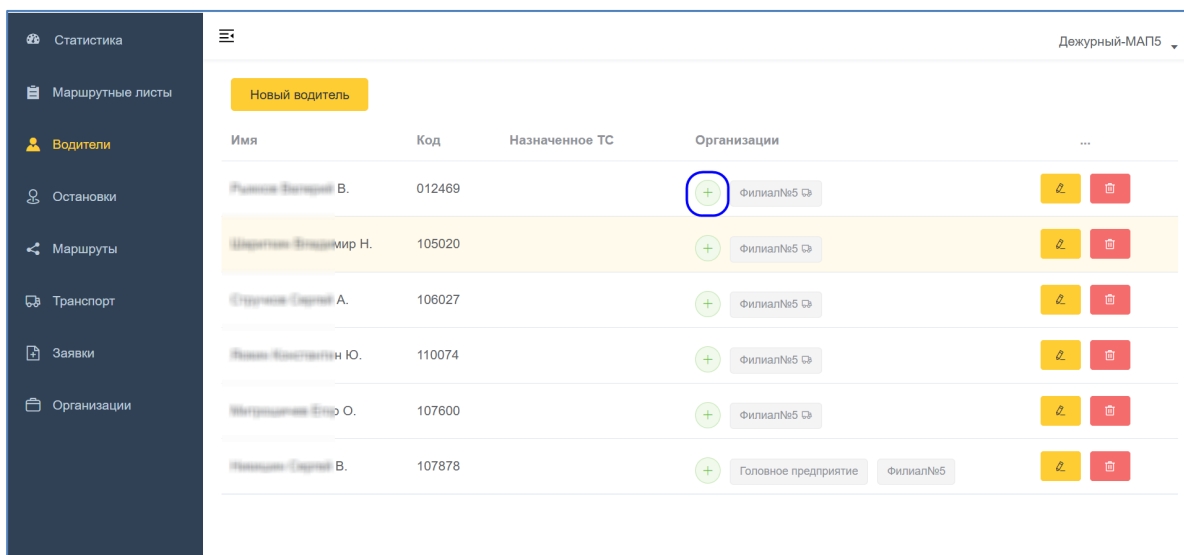 Статистика
Дежурный-МАП5
Маршрутные листы
Новый водитель
Водители
Имя Код Назначенное ТС Организации ...
В. 012469 Филиал№5
Остановки
мир Н. 105020 Филиал№5
Маршруты
А. 106027 Филиал№5
Транспорт
н Ю. 110074 Филиал№5
Заявки
О. 107600 Филиал№5
Организации
В. 107878 Головное предприятие Филиал№5